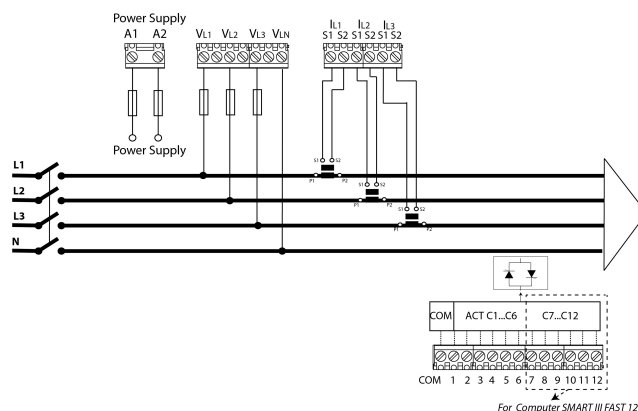 Power Supply
A1 A2
VL1 VL2 VL3 VLN
IL1 IL2 IL3
S1 S2 S1 S2 S1 S2
Power Supply
L1
S1 S2
P1 P2
L2
S1 S2
P1 P2
L3
S1 S2
P1 P2
N
COM ACT C1...C6 C7...C12
COM 1 2 3 4 5 6 7 8 9 10 11 12
For Computer SMART III FAST 12